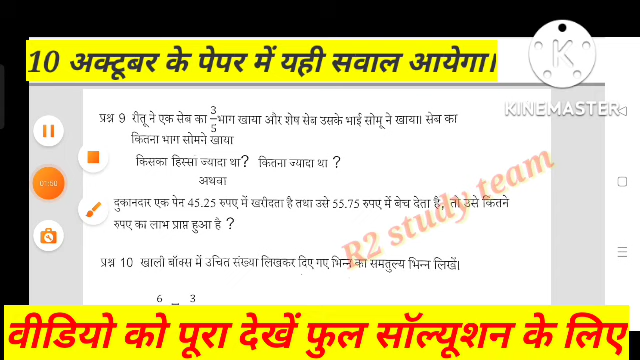 10 अक्टूबर के पेपर में यही सवाल आयेगा।
KINEMASTER
प्रश्न 9 रीतू ने एक सेब का 3/5 भाग खाया और शेष सेब उसके भाई सोमू ने खाया। सेब का
कितना भाग सोमने खाया
किसका हिस्सा ज्यादा था? कितना ज्यादा था ?
अथवा
दुकानदार एक पेन 45.25 रुपए में खरीदता है तथा उसे 55.75 रुपए में बेच देता है, तो उसे कितने
रुपए का लाभ प्राप्त हुआ है ?
R2 study team
प्रश्न 10 खाली बॉक्स में उचित संख्या लिखकर दिए गए भिन्न का समतुल्य भिन्न लिखें।
6 = 3
वीडियो को पूरा देखें फुल सॉल्यूशन के लिए